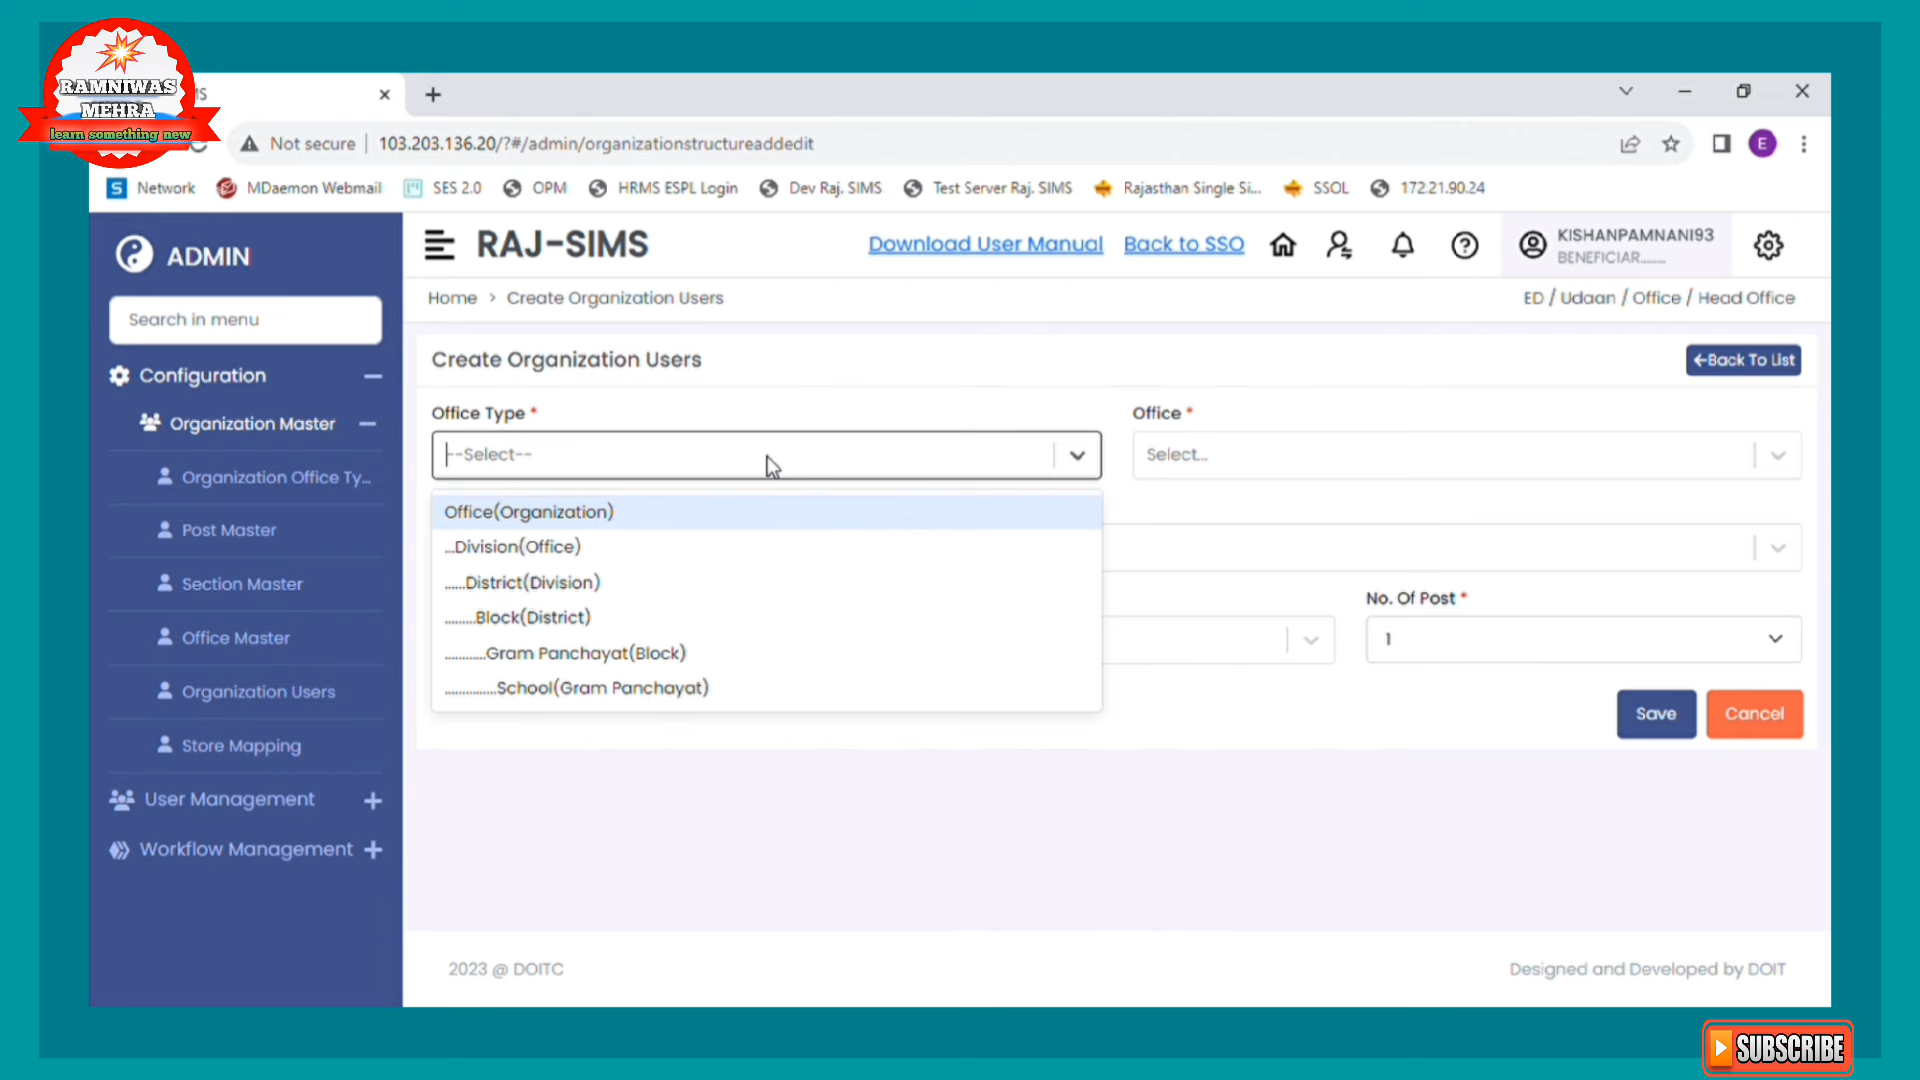 RAMNIWAS
MEHRA
learn something new
Not secure 103.203.136.20/?#/admin/organizationstructureaddedit
Network MDaemon Webmail SES 2.0 OPM HRMS ESPL Login Dev Raj. SIMS Test Server Raj. SIMS Rajasthan Single Si... SSOL 172.21.90.24
ADMIN
RAJ-SIMS
Download User Manual Back to SSO
KISHANPAMNANI93
BENEFICIAR........
Search in menu
Home > Create Organization Users
ED / Udaan / Office / Head Office
Configuration
Organization Master
Organization Office Ty...
Post Master
Section Master
Office Master
Organization Users
Store Mapping
User Management
Workflow Management
Create Organization Users
←Back To List
Office Type *
Office *
--Select--
Select...
Office(Organization)
...Division(Office)
......District(Division)
.........Block(District)
............Gram Panchayat(Block)
...............School(Gram Panchayat)
No. Of Post *
1
Save
Cancel
2023 @ DOITC
Designed and Developed by DOIT
SUBSCRIBE